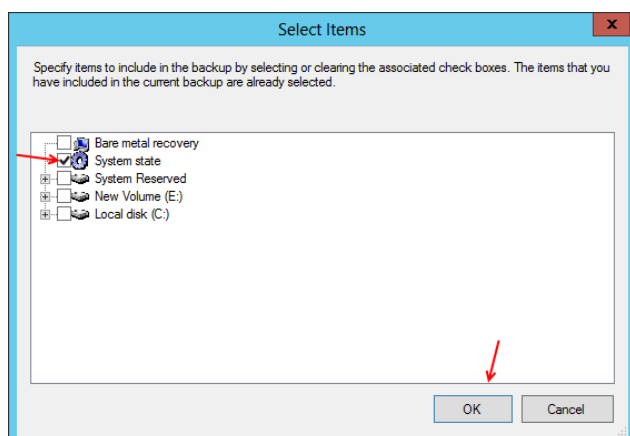 Select Items
x
Specify items to include in the backup by selecting or clearing the associated check boxes. The items that you
have included in the current backup are already selected.
Bare metal recovery
System state
System Reserved
New Volume (E:)
Local disk (C:)
OK Cancel